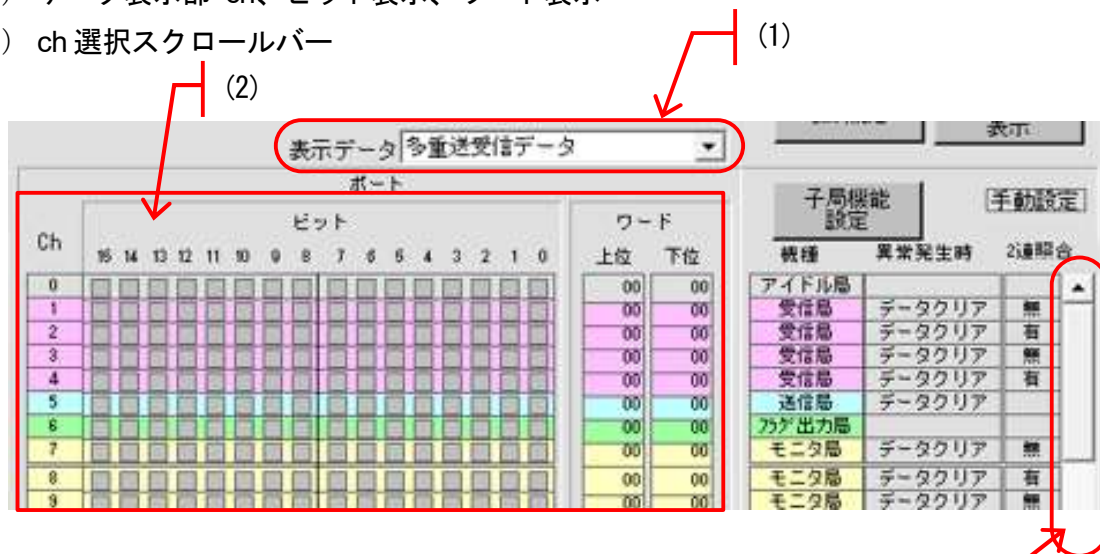 ch 選択スクロールバー
(1)
(2)
表示データ 多重送受信データ
表示
ポート
子局機能
設定
手動設定
Ch ビット ワード
15 14 13 12 11 10 9 8 7 6 5 4 3 2 1 0 上位 下位 機種 異常発生時 2連照合
0 00 00 アイドル局
1 00 00 受信局 データクリア 無
2 00 00 受信局 データクリア 有
3 00 00 受信局 データクリア 無
4 00 00 受信局 データクリア 有
5 00 00 送信局 データクリア
6 00 00 フラグ出力局
7 00 00 モニタ局 データクリア 無
8 00 00 モニタ局 データクリア 有
9 00 00 モニタ局 データクリア 無